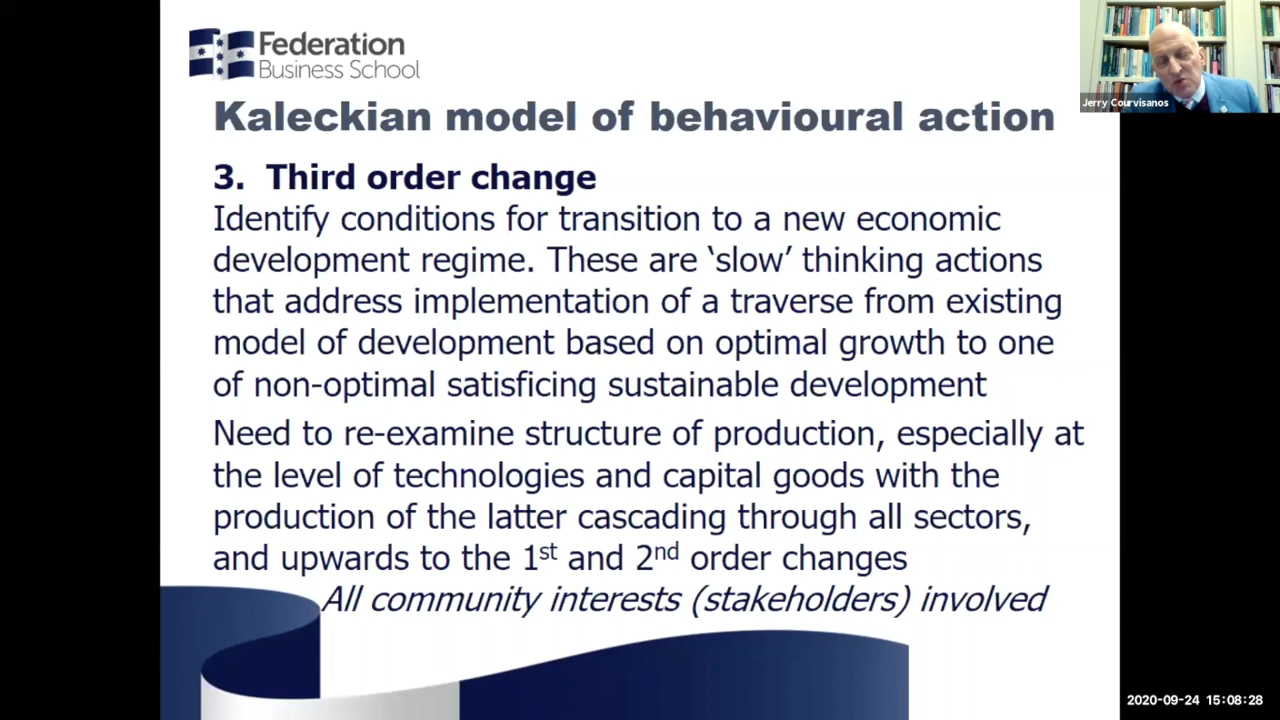 Federation
Business School
Jerry Courvisanos
Kaleckian model of behavioural action
3. Third order change
Identify conditions for transition to a new economic
development regime. These are ‘slow’ thinking actions
that address implementation of a traverse from existing
model of development based on optimal growth to one
of non-optimal satisficing sustainable development
Need to re-examine structure of production, especially at
the level of technologies and capital goods with the
production of the latter cascading through all sectors,
and upwards to the 1st and 2nd order changes
All community interests (stakeholders) involved
2020-09-24 15:08:28